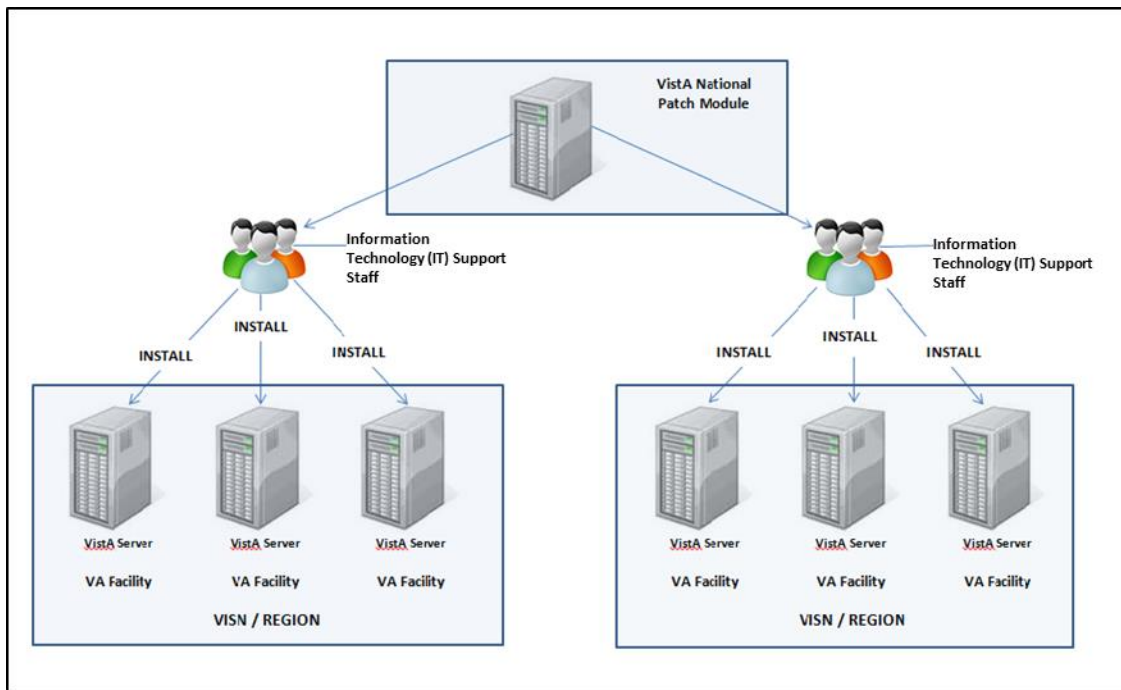 VistA National
Patch Module
Information
Technology (IT) Support
Staff
Information
Technology (IT) Support
Staff
INSTALL
INSTALL
INSTALL
INSTALL
INSTALL
INSTALL
VistA Server
VistA Server
VistA Server
VA Facility
VA Facility
VA Facility
VISN / REGION
VistA Server
VistA Server
VistA Server
VA Facility
VA Facility
VA Facility
VISN / REGION